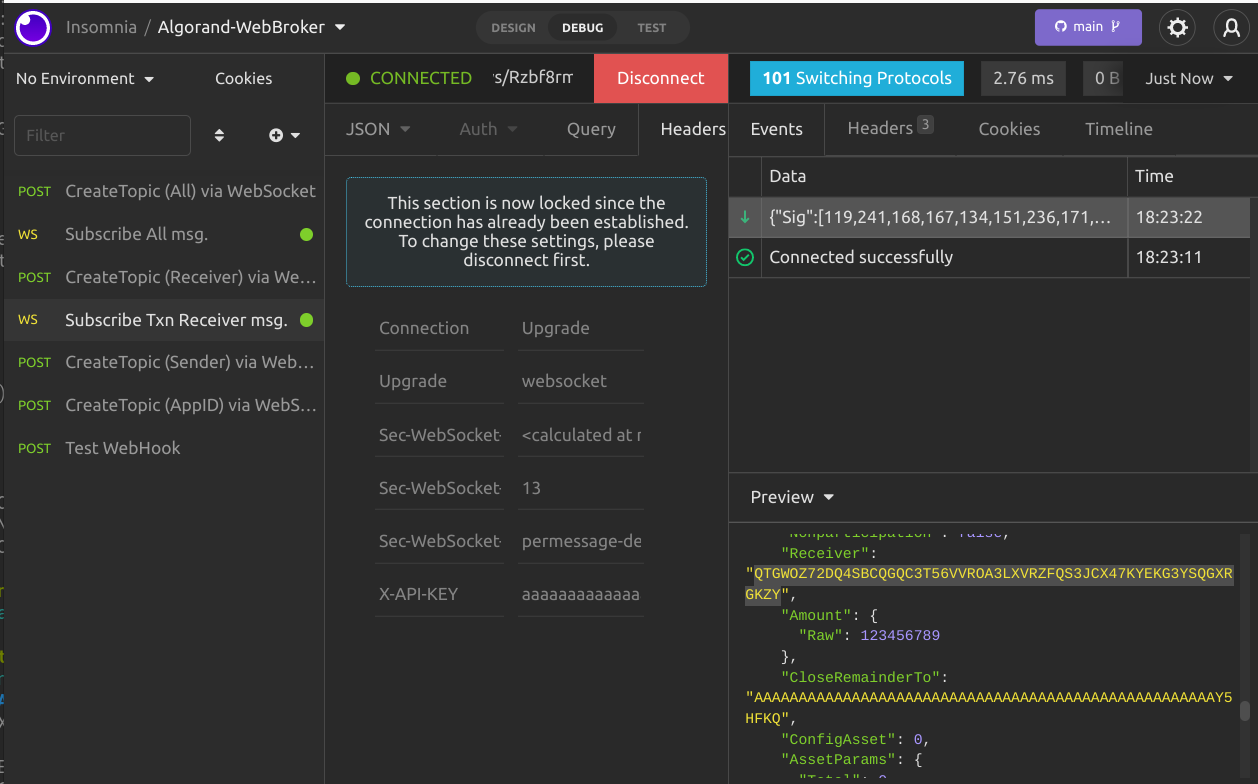 Insomnia / Algorand-WebBroker
DESIGN DEBUG TEST
main
No Environment
Cookies
Filter
POST CreateTopic (All) via WebSocket
WS Subscribe All msg.
POST CreateTopic (Receiver) via We...
WS Subscribe Txn Receiver msg.
POST CreateTopic (Sender) via Web...
POST CreateTopic (AppID) via WebS...
POST Test WebHook
CONNECTED
s/Rzbf8rm
Disconnect
JSON Auth Query Headers
This section is now locked since the
connection has already been established.
To change these settings, please
disconnect first.
Connection Upgrade
Upgrade websocket
Sec-WebSocket- <calculated at r
Sec-WebSocket- 13
Sec-WebSocket- permessage-de
X-API-KEY aaaaaaaaaaaaa
101 Switching Protocols
2.76 ms
0 B
Just Now
Events Headers 3 Cookies Timeline
Data Time
{"Sig":[119,241,168,167,134,151,236,171,... 18:23:22
Connected successfully 18:23:11
Preview
"Nonparticipation": false,
"Receiver":
"QTGWOZ72DQ4SBCQGQC3T56VVROA3LXVRZFQS3JCX47KYEKG3YSQGXR
GKZY",
"Amount": {
"Raw": 123456789
},
"CloseRemainderTo":
"AAAAAAAAAAAAAAAAAAAAAAAAAAAAAAAAAAAAAAAAAAAAAAAAAAAAY5
HFKQ",
"ConfigAsset": 0,
"AssetParams": {
"Total": 0